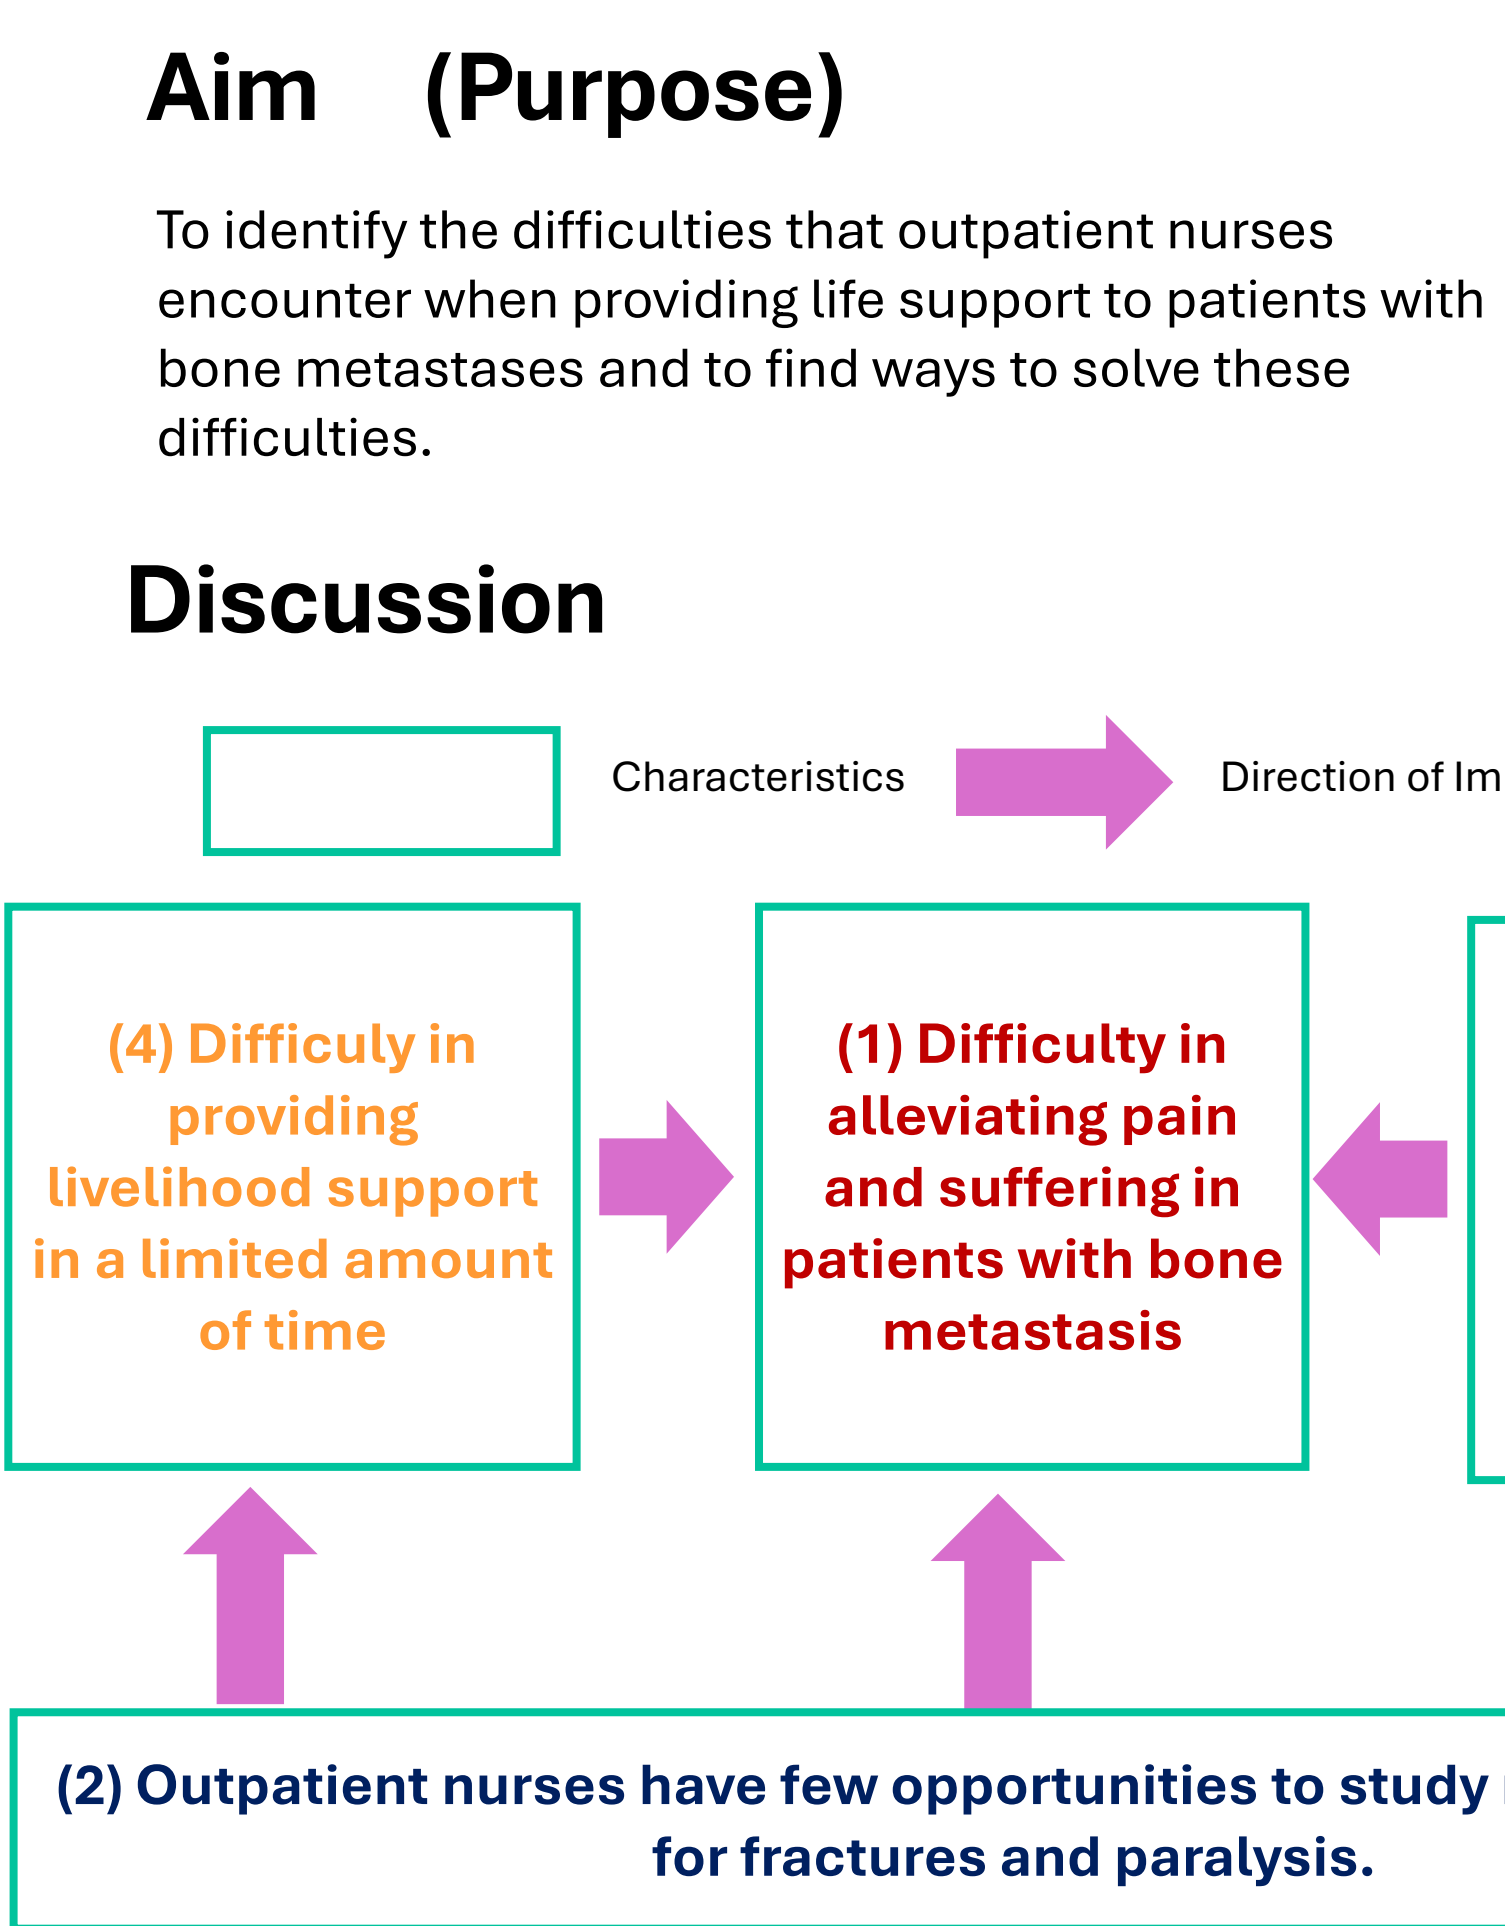 Aim (Purpose)
To identify the difficulties that outpatient nurses
encounter when providing life support to patients with
bone metastases and to find ways to solve these
difficulties.
Discussion
Characteristics
Direction of Im
(4) Difficuly in
providing
livelihood support
in a limited amount
of time
(1) Difficulty in
alleviating pain
and suffering in
patients with bone
metastasis
(2) Outpatient nurses have few opportunities to study
for fractures and paralysis.